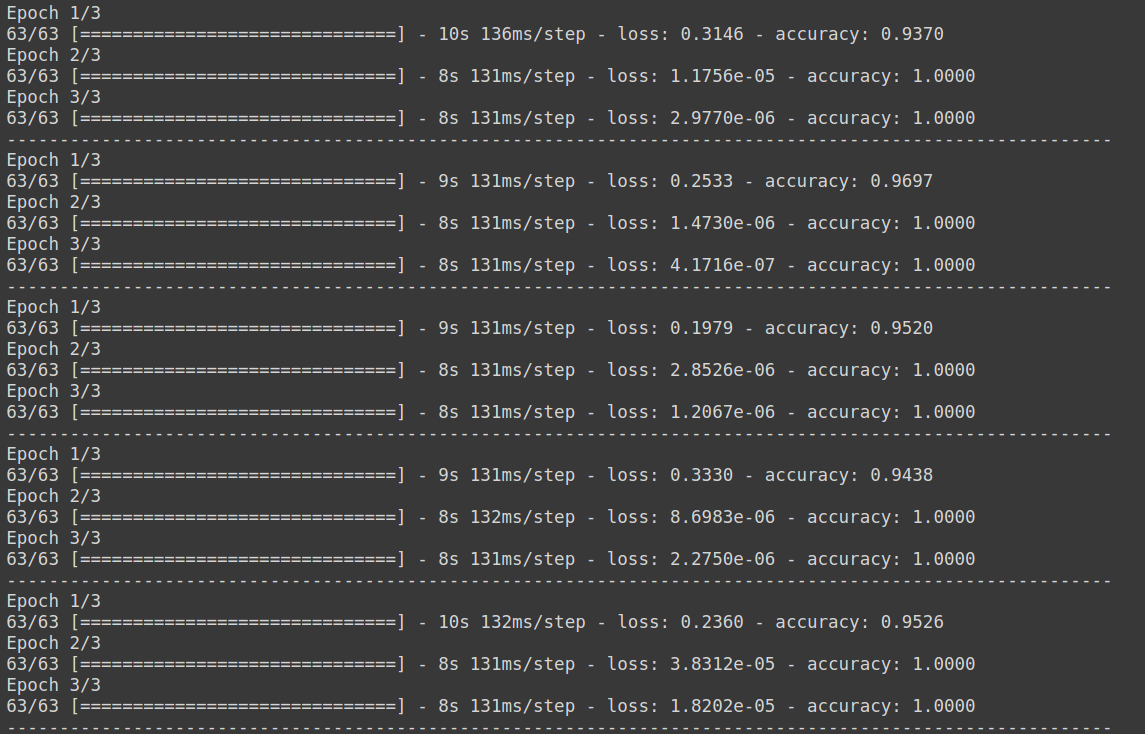 Epoch 1/3
63/63 [==============================] - 10s 136ms/step - loss: 0.3146 - accuracy: 0.9370
Epoch 2/3
63/63 [==============================] - 8s 131ms/step - loss: 1.1756e-05 - accuracy: 1.0000
Epoch 3/3
63/63 [==============================] - 8s 131ms/step - loss: 2.9770e-06 - accuracy: 1.0000
---------------------------------------------------------------------------------------------------------
Epoch 1/3
63/63 [==============================] - 9s 131ms/step - loss: 0.2533 - accuracy: 0.9697
Epoch 2/3
63/63 [==============================] - 8s 131ms/step - loss: 1.4730e-06 - accuracy: 1.0000
Epoch 3/3
63/63 [==============================] - 8s 131ms/step - loss: 4.1716e-07 - accuracy: 1.0000
---------------------------------------------------------------------------------------------------------
Epoch 1/3
63/63 [==============================] - 9s 131ms/step - loss: 0.1979 - accuracy: 0.9520
Epoch 2/3
63/63 [==============================] - 8s 131ms/step - loss: 2.8526e-06 - accuracy: 1.0000
Epoch 3/3
63/63 [==============================] - 8s 131ms/step - loss: 1.2067e-06 - accuracy: 1.0000
---------------------------------------------------------------------------------------------------------
Epoch 1/3
63/63 [==============================] - 9s 131ms/step - loss: 0.3330 - accuracy: 0.9438
Epoch 2/3
63/63 [==============================] - 8s 132ms/step - loss: 8.6983e-06 - accuracy: 1.0000
Epoch 3/3
63/63 [==============================] - 8s 131ms/step - loss: 2.2750e-06 - accuracy: 1.0000
---------------------------------------------------------------------------------------------------------
Epoch 1/3
63/63 [==============================] - 10s 132ms/step - loss: 0.2360 - accuracy: 0.9526
Epoch 2/3
63/63 [==============================] - 8s 131ms/step - loss: 3.8312e-05 - accuracy: 1.0000
Epoch 3/3
63/63 [==============================] - 8s 131ms/step - loss: 1.8202e-05 - accuracy: 1.0000
---------------------------------------------------------------------------------------------------------